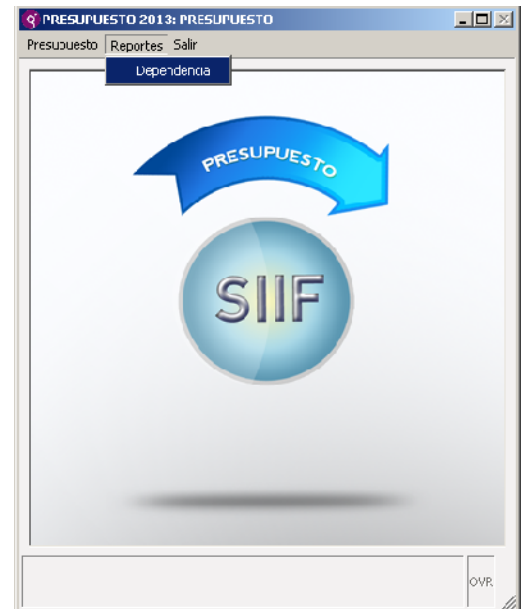 PRESUPUESTO 2013: PRESUPUESTO
Presupuesto Reportes Salir
Dependencia
PRESUPUESTO
SIIF
OVR